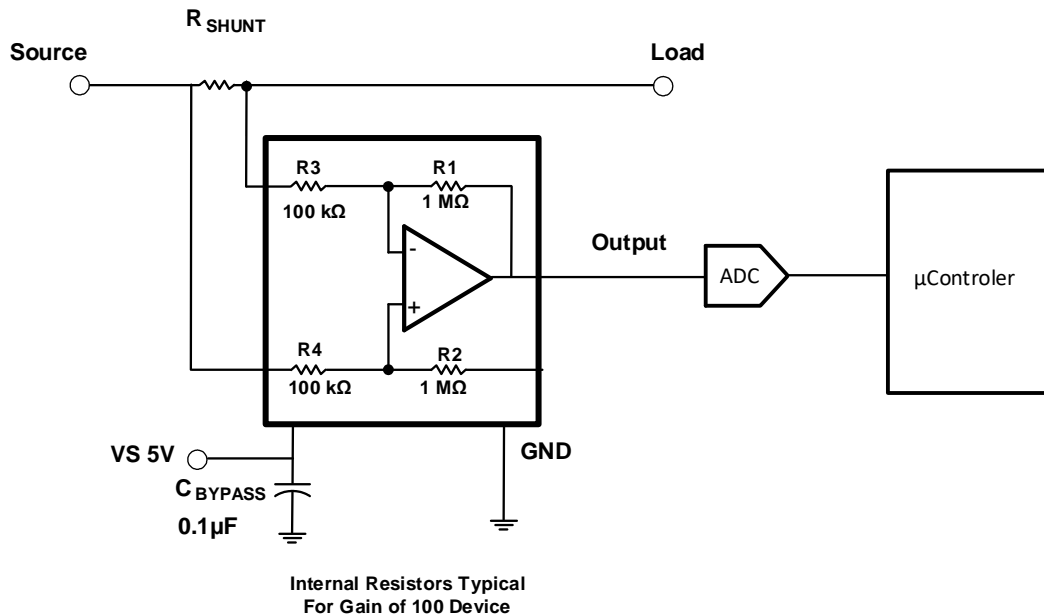 R SHUNT
Source
Load
R3
100 kΩ
R1
1 MΩ
-
+
Output
ADC
µControler
R4
100 kΩ
R2
1 MΩ
VS 5V
GND
C BYPASS
0.1µF
Internal Resistors Typical
For Gain of 100 Device